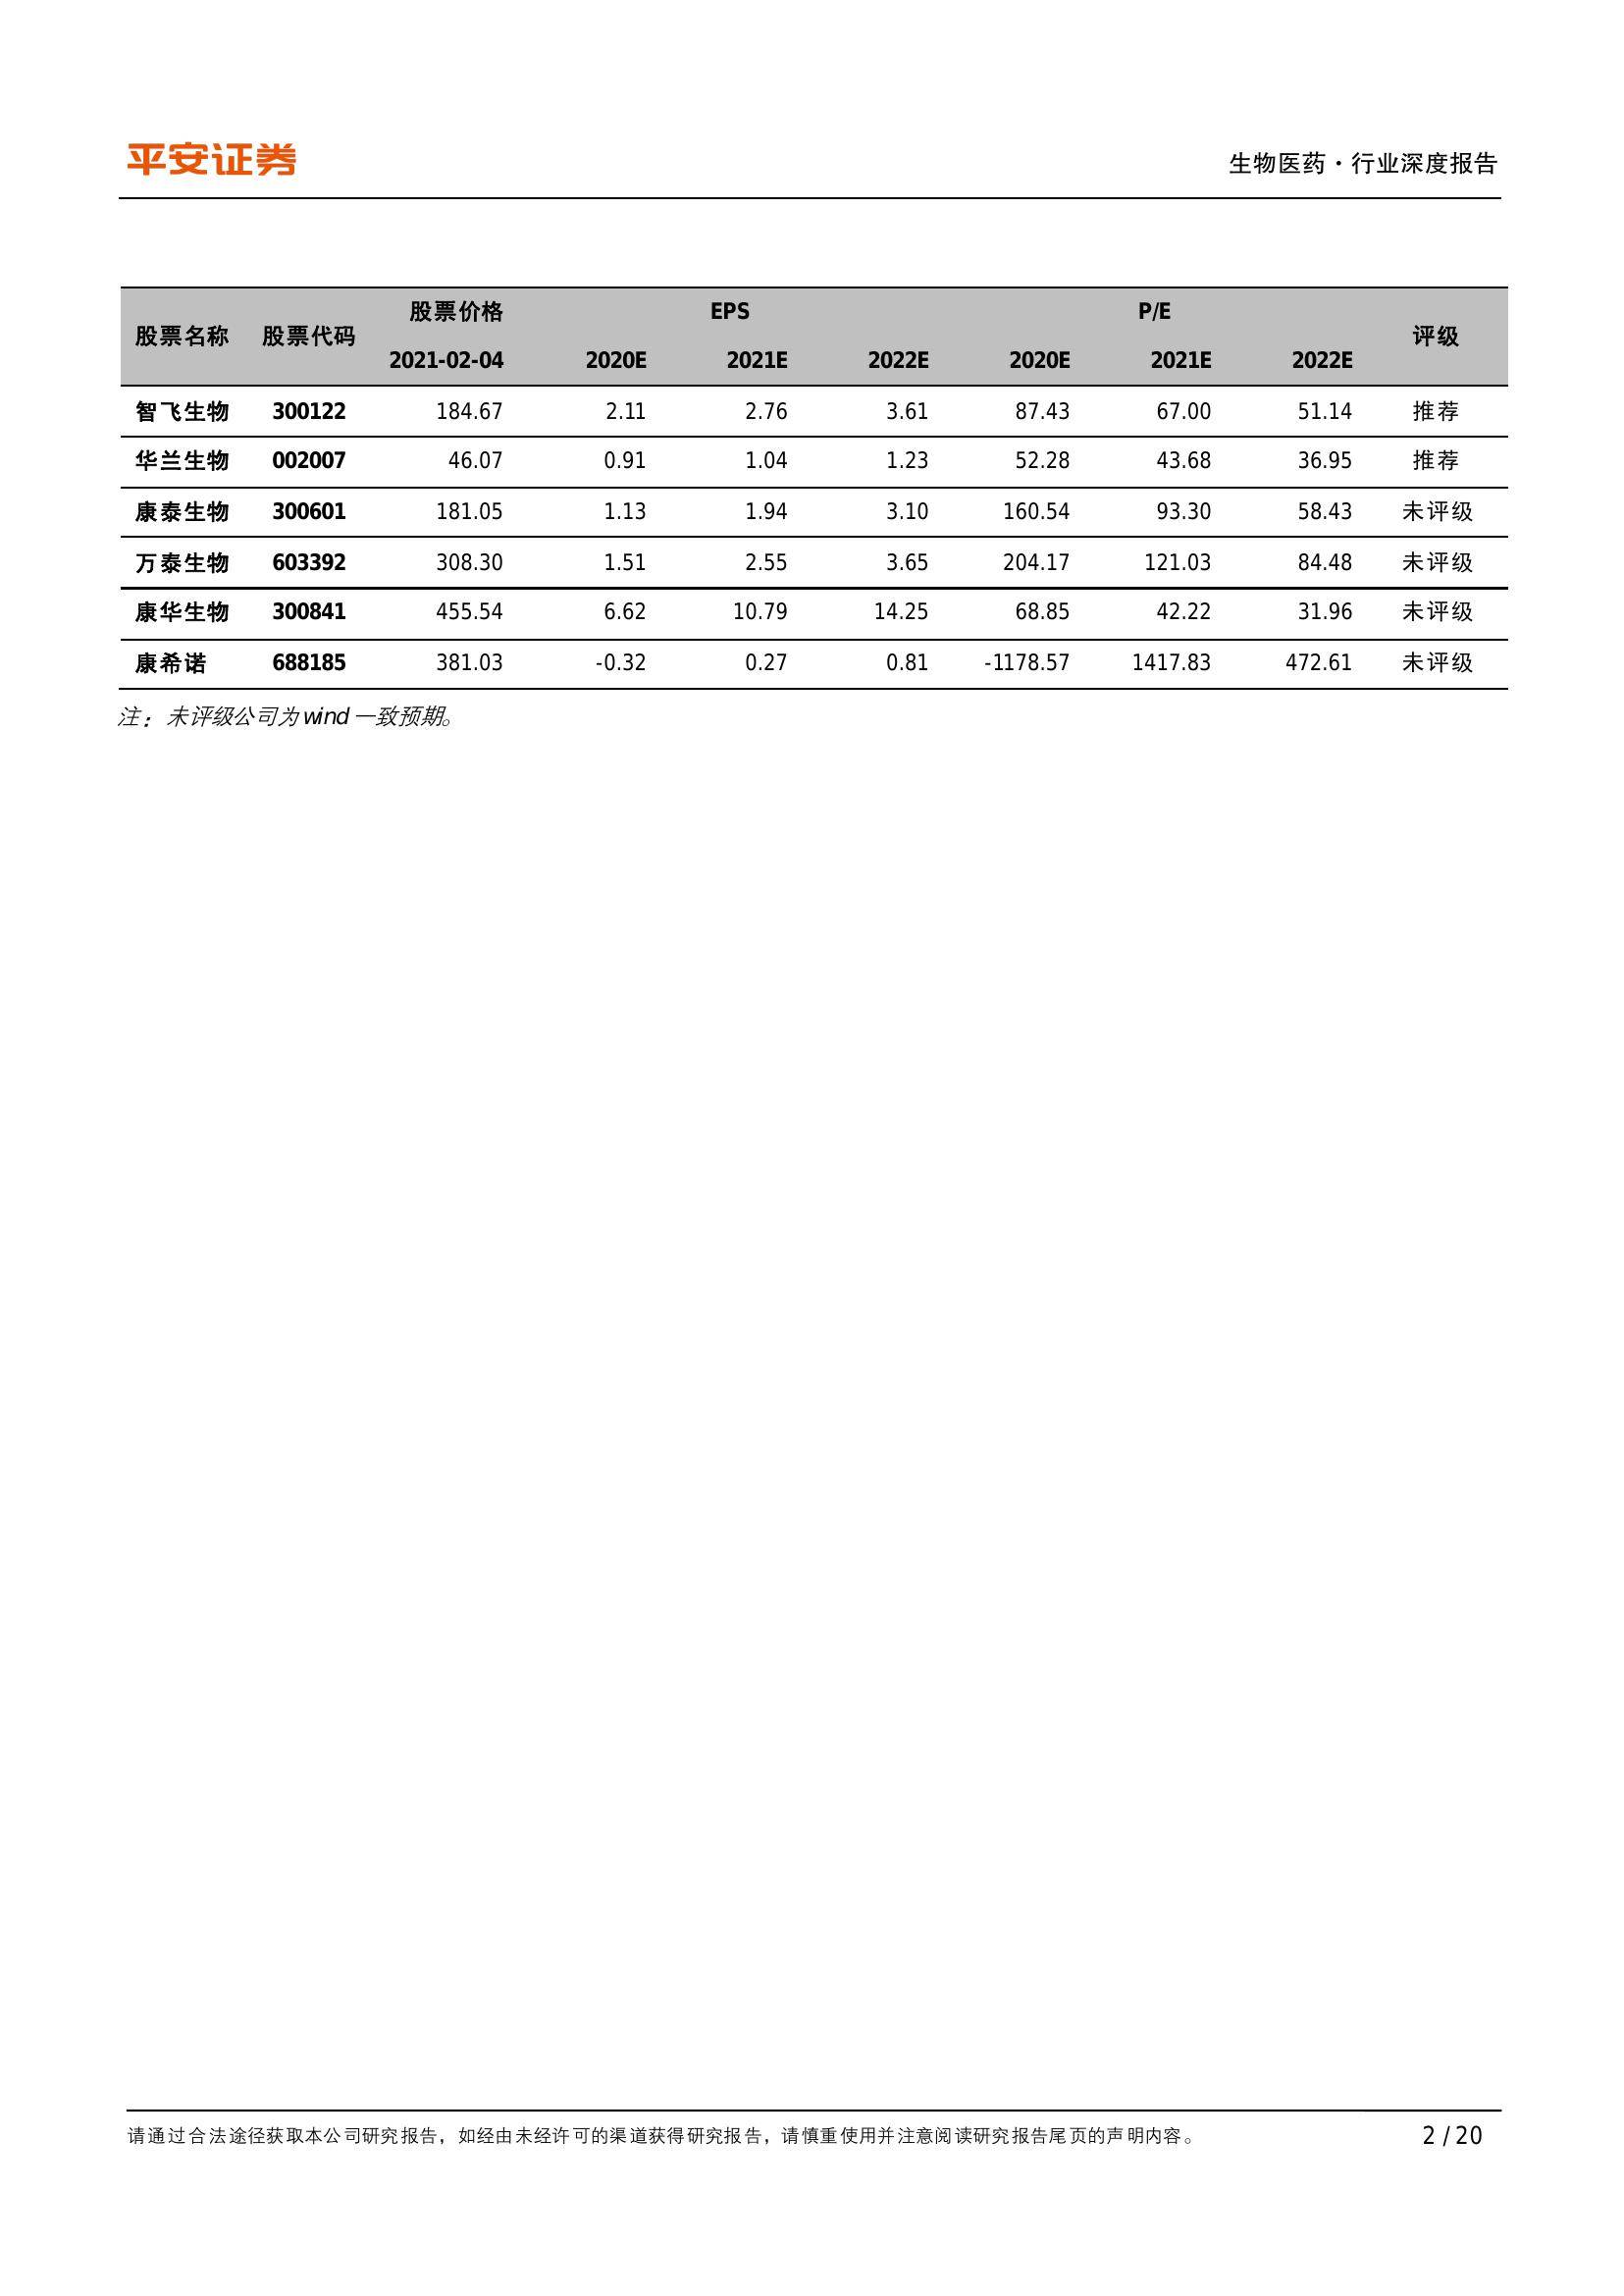 平安证券
生物医药·行业深度报告
股票名称 股票代码 股票价格 EPS P/E 评级
2021-02-04 2020E 2021E 2022E 2020E 2021E 2022E
智飞生物 300122 184.67 2.11 2.76 3.61 87.43 67.00 51.14 推荐
华兰生物 002007 46.07 0.91 1.04 1.23 52.28 43.68 36.95 推荐
康泰生物 300601 181.05 1.13 1.94 3.10 160.54 93.30 58.43 未评级
万泰生物 603392 308.30 1.51 2.55 3.65 204.17 121.03 84.48 未评级
康华生物 300841 455.54 6.62 10.79 14.25 68.85 42.22 31.96 未评级
康希诺 688185 381.03 -0.32 0.27 0.81 -1178.57 1417.83 472.61 未评级
注：未评级公司为 wind 一致预期。
请通过合法途径获取本公司研究报告，如经由未经许可的渠道获得研究报告，请慎重使用并注意阅读研究报告尾页的声明内容。 2 / 20